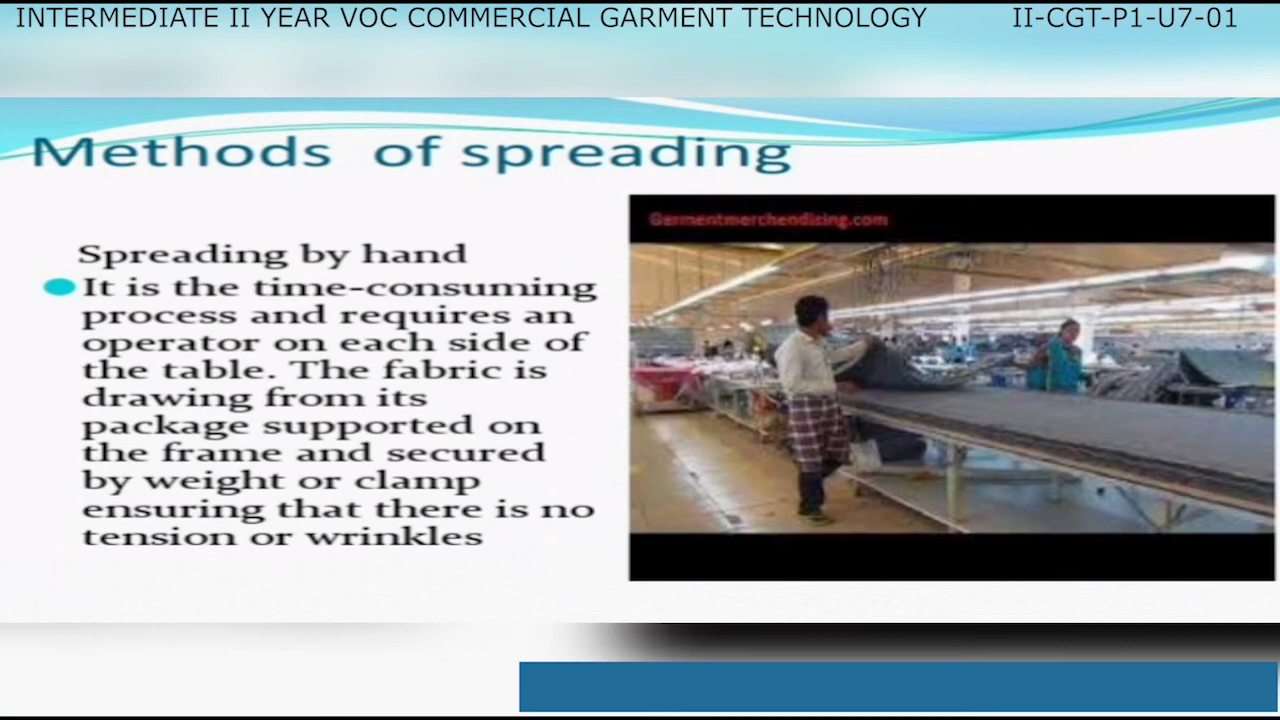 INTERMEDIATE II YEAR VOC COMMERCIAL GARMENT TECHNOLOGY II-CGT-P1-U7-01
Methods of spreading
Garmentmerchendising.com
Spreading by hand
It is the time-consuming
process and requires an
operator on each side of
the table. The fabric is
drawing from its
package supported on
the frame and secured
by weight or clamp
ensuring that there is no
tension or wrinkles